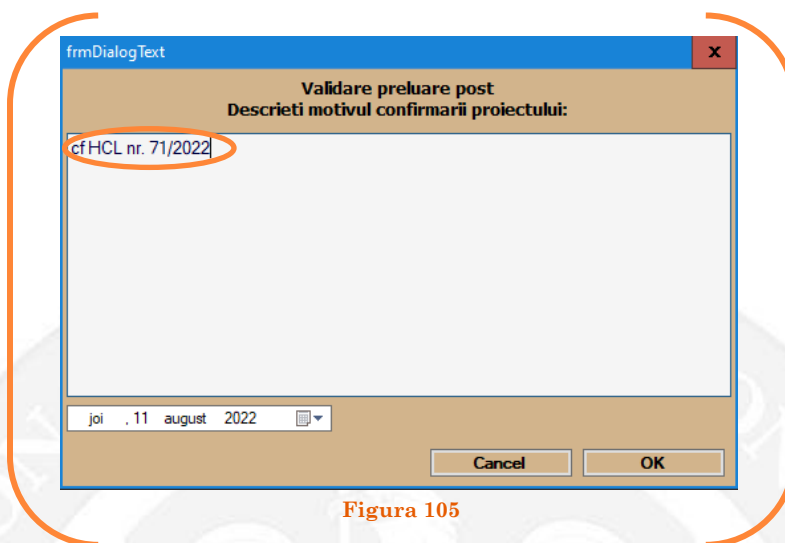 frmDialogText
x
Validare preluare post
Descrieti motivul confirmarii proiectului:
cf HCL nr. 71/2022
joi , 11 august 2022
Cancel OK
Figura 105